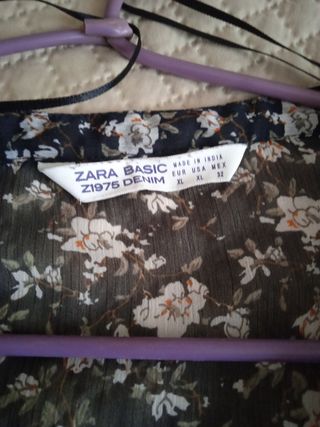 ZARA BASIC
Z1975 DENIM
MADE IN INDIA
EUR USA MEX
XL XL 32